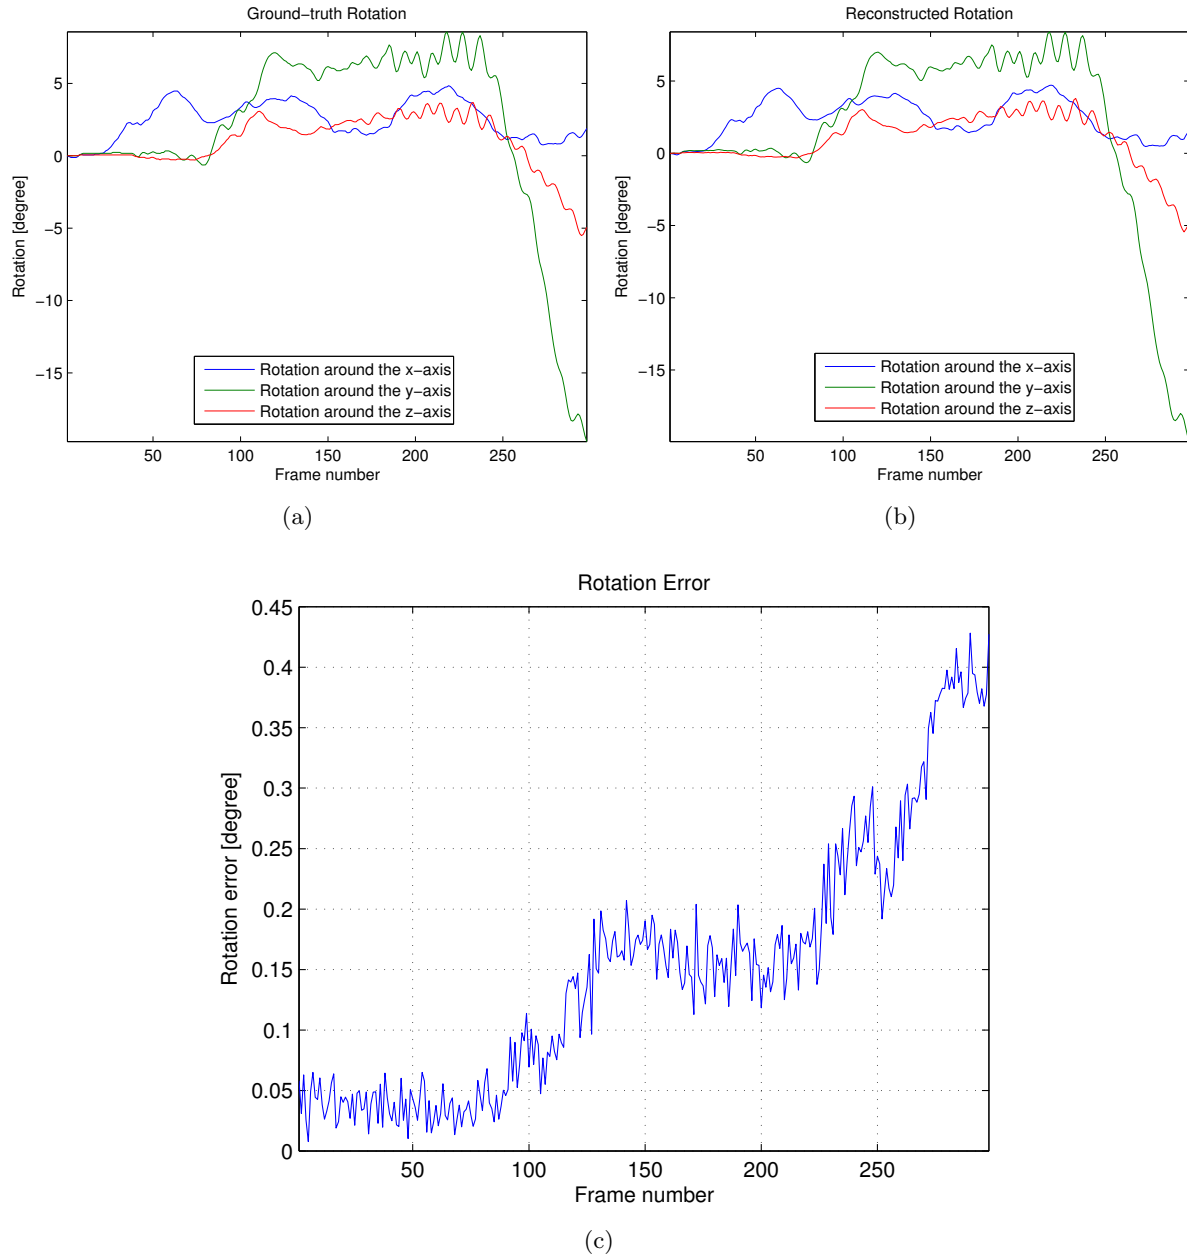 Ground−truth Rotation
5
0
−5
−10
−15
Rotation [degree]
Rotation around the x−axis
Rotation around the y−axis
Rotation around the z−axis
50 100 150 200 250
Frame number
(a)
Reconstructed Rotation
5
0
−5
−10
−15
Rotation [degree]
Rotation around the x−axis
Rotation around the y−axis
Rotation around the z−axis
50 100 150 200 250
Frame number
(b)
Rotation Error
0.45
0.4
0.35
0.3
0.25
0.2
0.15
0.1
0.05
0
Rotation error [degree]
50 100 150 200 250
Frame number
(c)